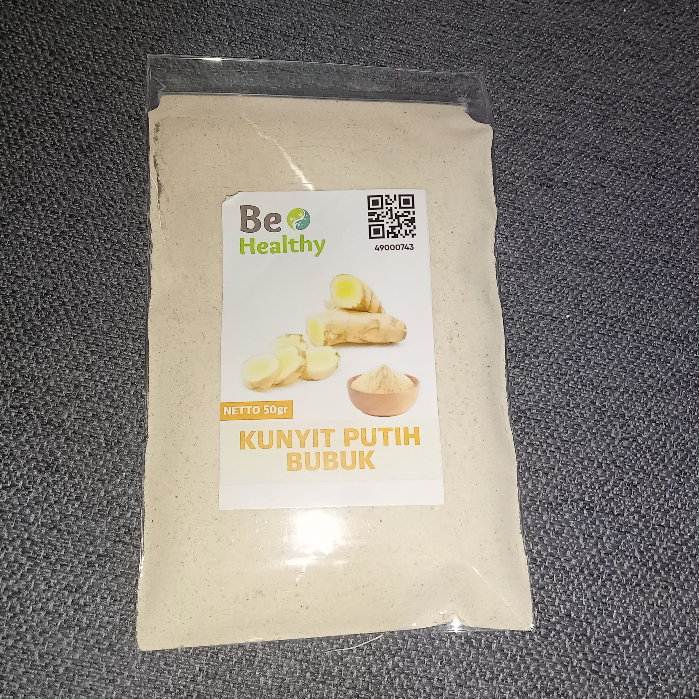 Be
Healthy
49000743
NETTO 50gr
KUNYIT PUTIH
BUBUK